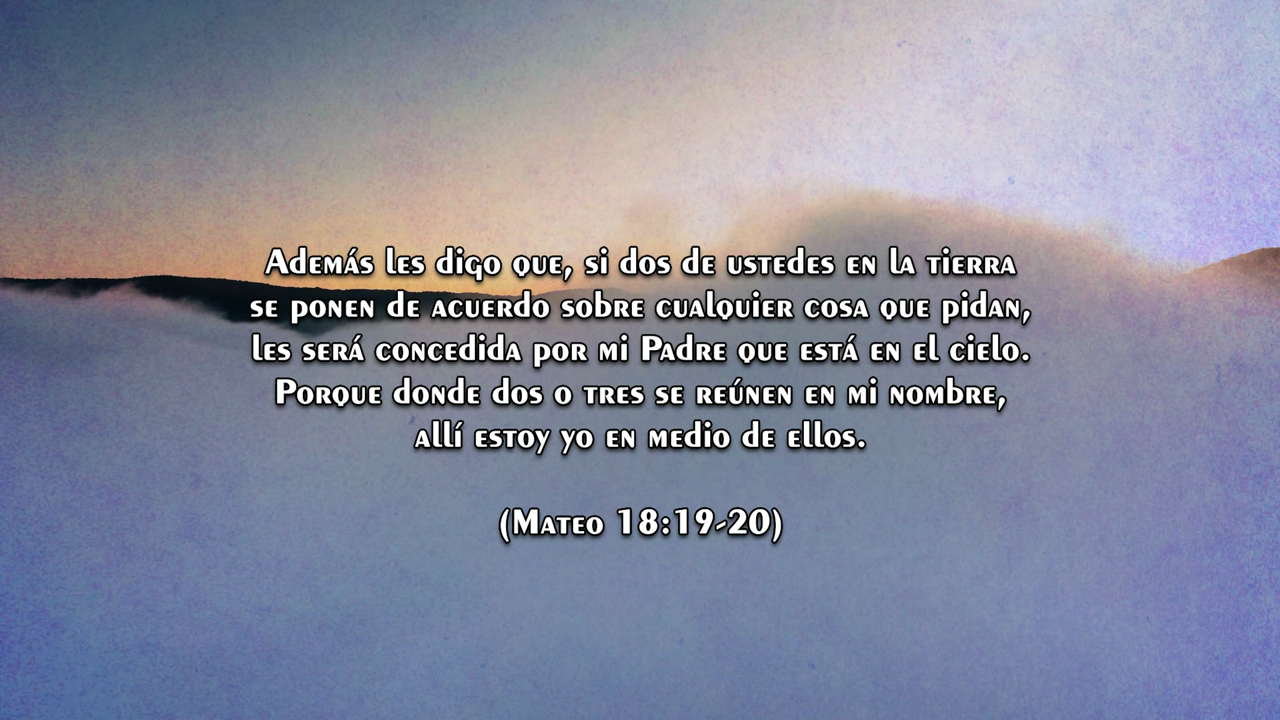 Además les digo que, si dos de ustedes en la tierra
se ponen de acuerdo sobre cualquier cosa que pidan,
les será concedida por mi Padre que está en el cielo.
Porque donde dos o tres se reúnen en mi nombre,
allí estoy yo en medio de ellos.
(Mateo 18:19-20)